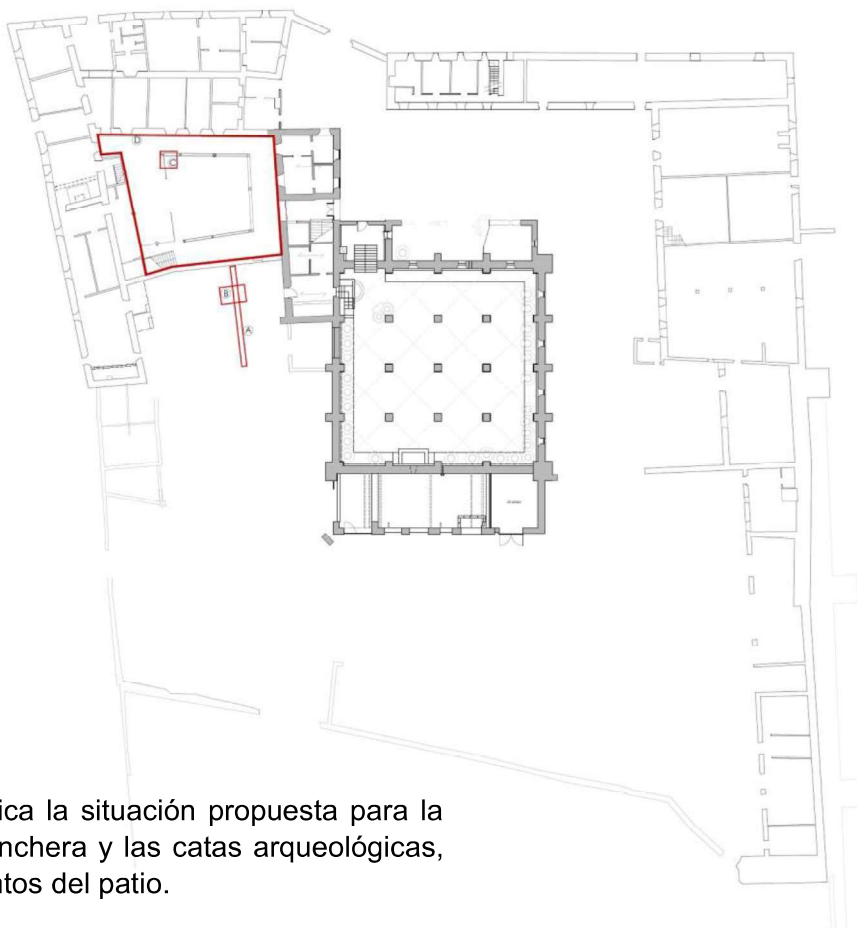 D
C
B
A
ica la situación propuesta para la
nchera y las catas arqueológicas,
ntos del patio.